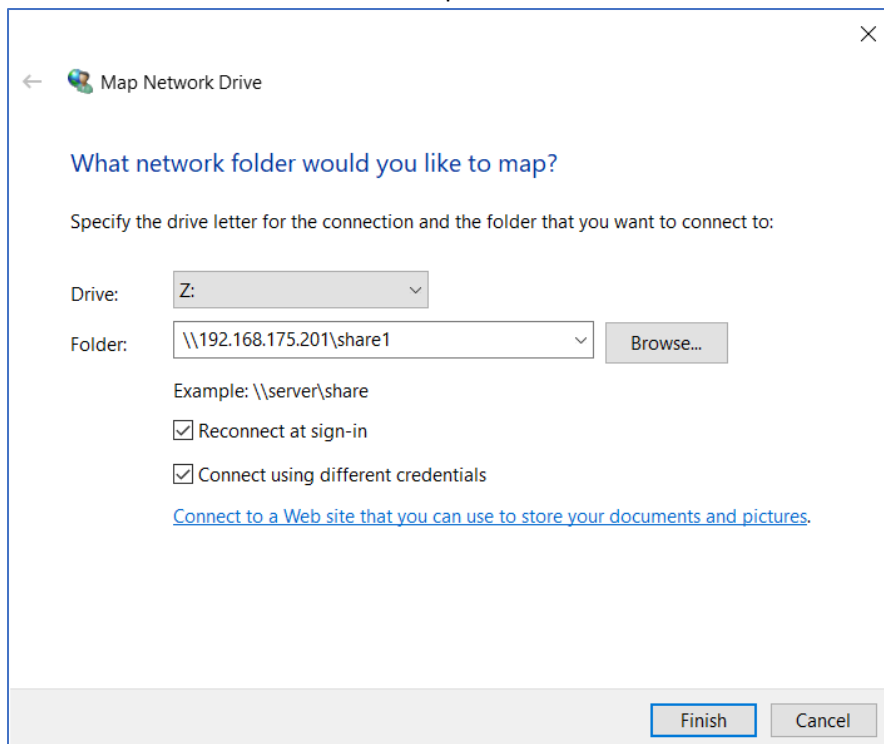 Map Network Drive
What network folder would you like to map?
Specify the drive letter for the connection and the folder that you want to connect to:
Drive: Z:
Folder: \\192.168.175.201\share1 Browse...
Example: \\server\share
Reconnect at sign-in
Connect using different credentials
Connect to a Web site that you can use to store your documents and pictures.
Finish Cancel